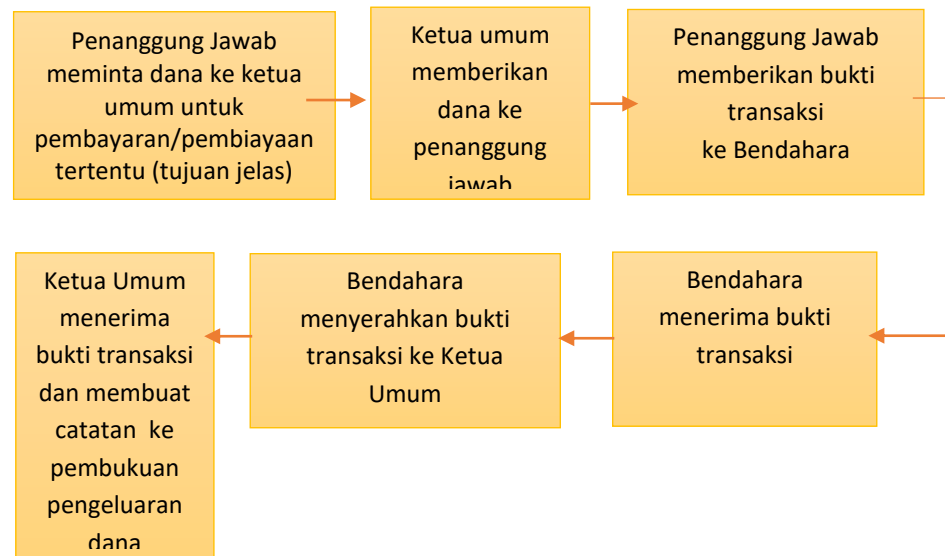 Penanggung Jawab
meminta dana ke ketua
umum untuk
pembayaran/pembiayaan
tertentu (tujuan jelas)
Ketua umum
memberikan
dana ke
penanggung
jawab
Penanggung Jawab
memberikan bukti
transaksi
ke Bendahara
Bendahara
menerima bukti
transaksi
Bendahara
menyerahkan bukti
transaksi ke Ketua
Umum
Ketua Umum
menerima
bukti transaksi
dan membuat
catatan ke
pembukuan
pengeluaran
dana